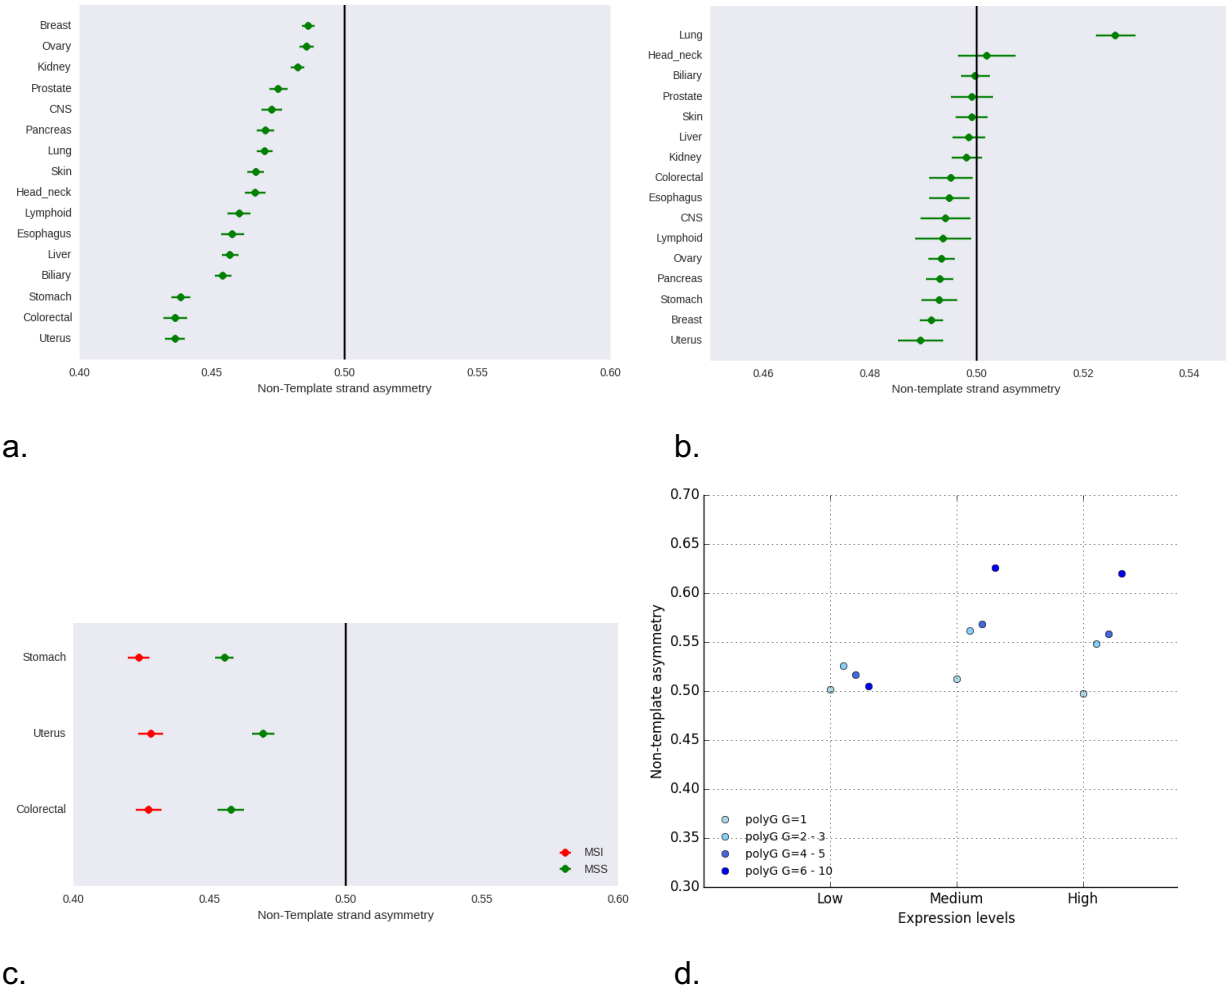 Breast
Ovary
Kidney
Prostate
CNS
Pancreas
Lung
Skin
Head_neck
Lymphoid
Esophagus
Liver
Biliary
Stomach
Colorectal
Uterus
0.40 0.45 0.50 0.55 0.60
Non-Template strand asymmetry
a.
Lung
Head_neck
Biliary
Prostate
Skin
Liver
Kidney
Colorectal
Esophagus
CNS
Lymphoid
Ovary
Pancreas
Stomach
Breast
Uterus
0.46 0.48 0.50 0.52 0.54
Non-template strand asymmetry
b.
Stomach
Uterus
Colorectal
MSI
MSS
0.40 0.45 0.50 0.55 0.60
Non-Template strand asymmetry
c.
0.70
0.65
0.60
0.55
0.50
0.45
0.40
0.35
0.30
Non-template asymmetry
polyG G=1
polyG G=2 - 3
polyG G=4 - 5
polyG G=6 - 10
Low Medium High
Expression levels
d.